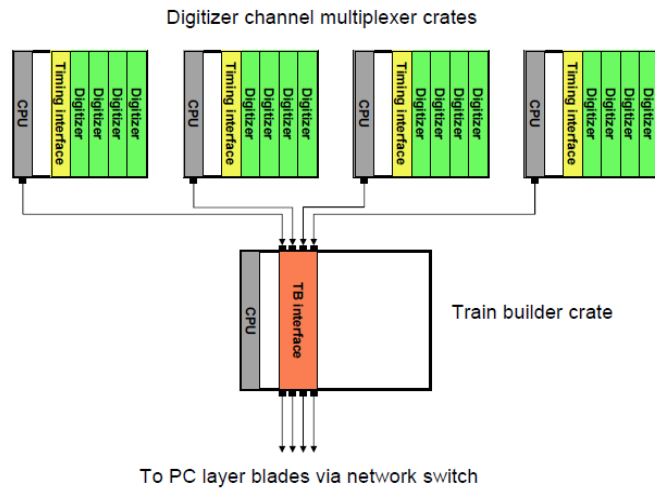 Digitizer channel multiplexer crates
CPU
Timing interface
Digitizer
Digitizer
Digitizer
Digitizer
CPU
Timing interface
Digitizer
Digitizer
Digitizer
Digitizer
CPU
Timing interface
Digitizer
Digitizer
Digitizer
Digitizer
CPU
Timing interface
Digitizer
Digitizer
Digitizer
Digitizer
CPU
TB interface
Train builder crate
To PC layer blades via network switch